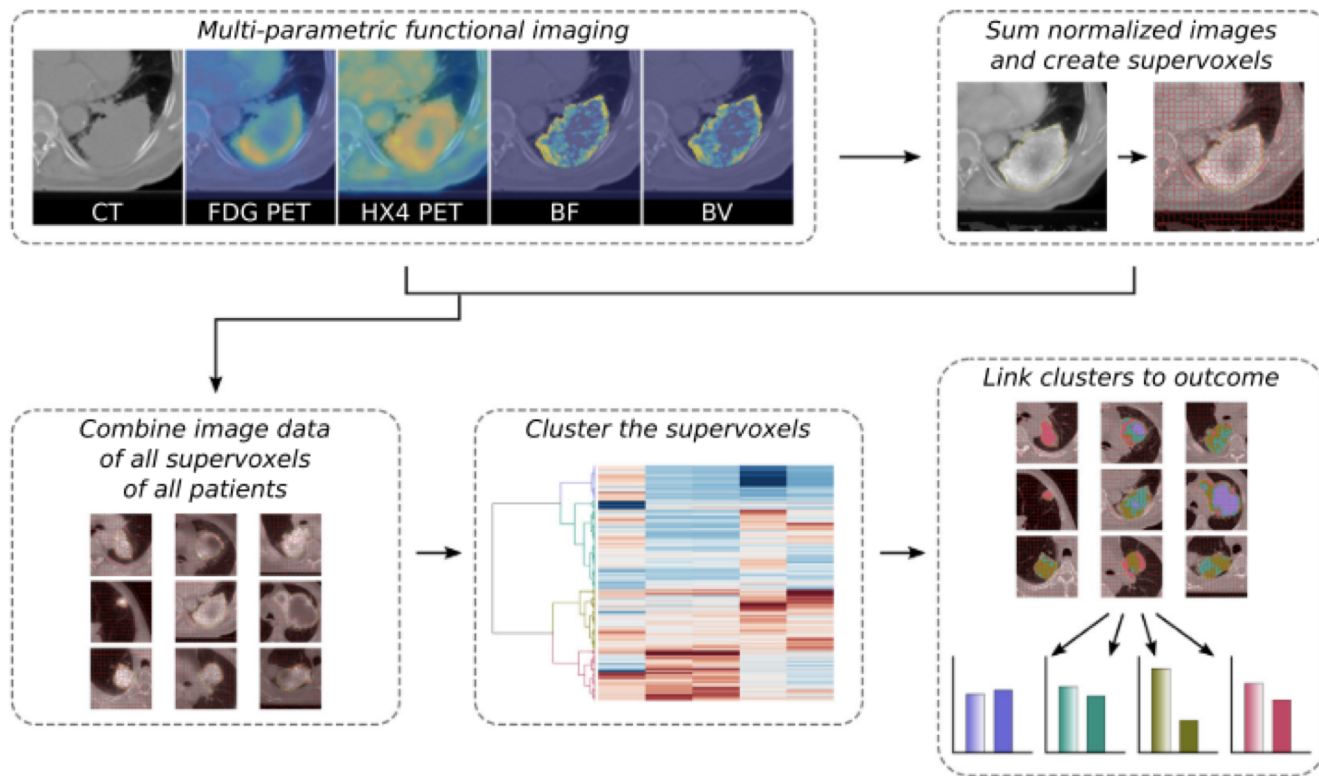 Multi-parametric functional imaging
CT
FDG PET
HX4 PET
BF
BV
Sum normalized images
and create supervoxels
Combine image data
of all supervoxels
of all patients
Cluster the supervoxels
Link clusters to outcome